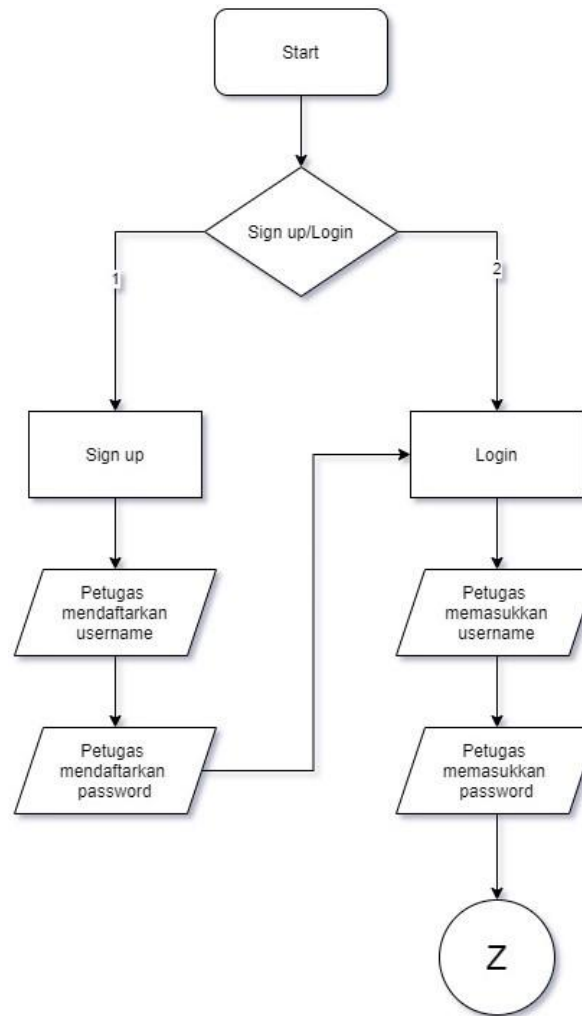 Start
Sign up/Login
1
2
Sign up
Login
Petugas
mendaftarkan
username
Petugas
memasukkan
username
Petugas
mendaftarkan
password
Petugas
memasukkan
password
Z